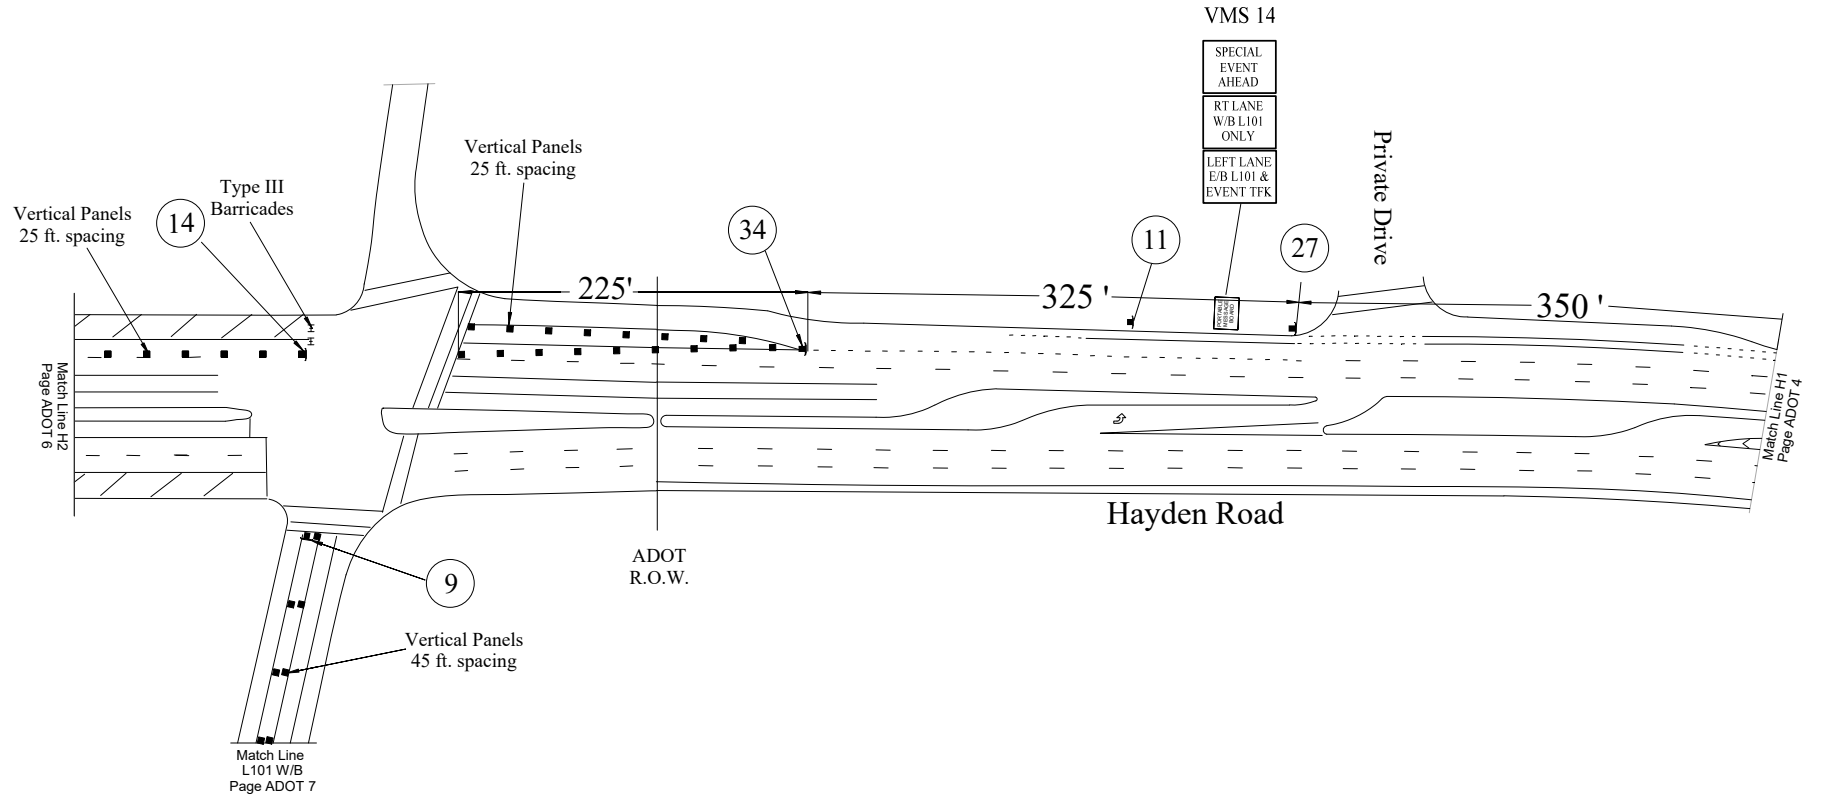 VMS 14
SPECIAL
EVENT
AHEAD
RT LANE
W/B L101
ONLY
LEFT LANE
E/B L101 &
EVENT TFK
Private Drive
Vertical Panels
25 ft. spacing
Type III
Barricades
14
Vertical Panels
25 ft. spacing
34
11
27
225'
325 '
350 '
PORTABLE
MESSAGE
BOARD
Match Line H2
Page ADOT 6
Match Line H1
Page ADOT 4
Hayden Road
ADOT
R.O.W.
9
Vertical Panels
45 ft. spacing
Match Line
L101 W/B
Page ADOT 7